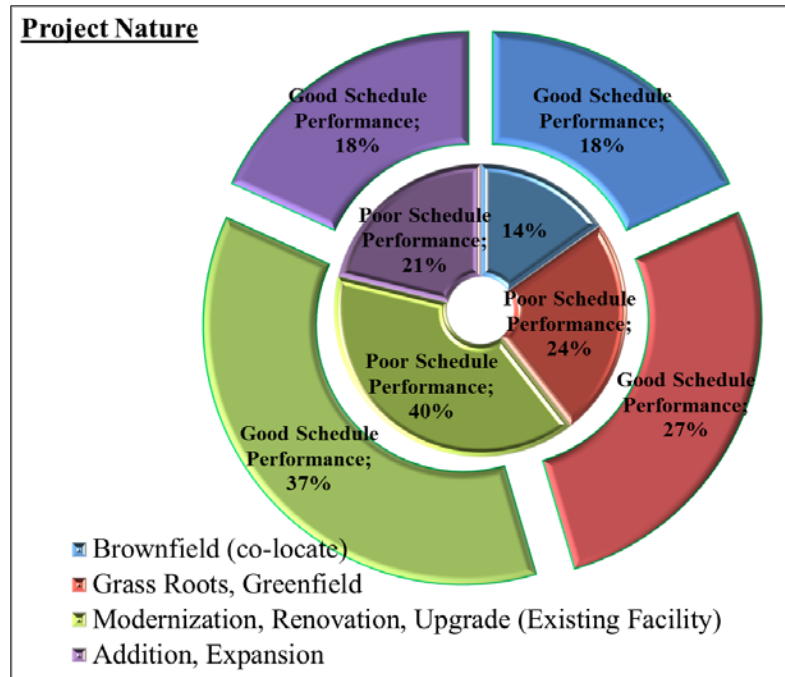 Project Nature
Good Schedule
Performance;
18%
Good Schedule
Performance;
18%
Poor Schedule
Performance;
21%
14%
Poor Schedule
Performance;
24%
Poor Schedule
Performance;
40%
Good Schedule
Performance;
27%
Good Schedule
Performance;
37%
Brownfield (co-locate)
Grass Roots, Greenfield
Modernization, Renovation, Upgrade (Existing Facility)
Addition, Expansion